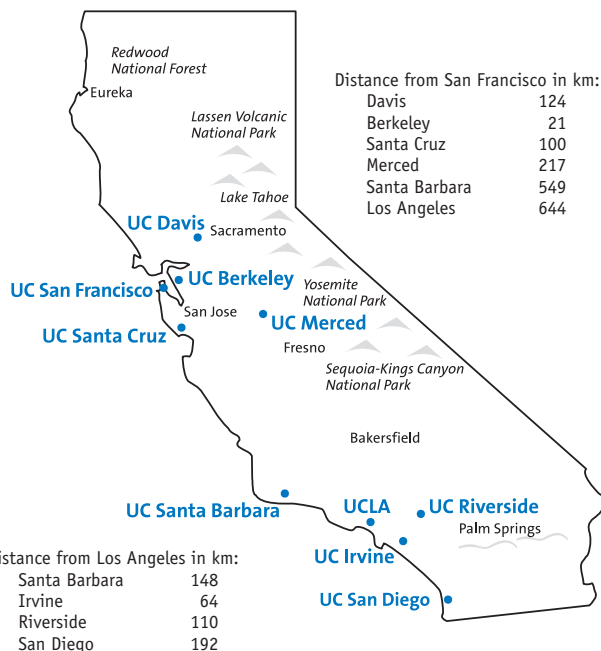 Redwood
National Forest
Eureka
Distance from San Francisco in km:
Davis 124
Berkeley 21
Santa Cruz 100
Merced 217
Santa Barbara 549
Los Angeles 644
Lassen Volcanic
National Park
Lake Tahoe
UC Davis
Sacramento
UC Berkeley
UC San Francisco
Yosemite
National Park
San Jose
UC Merced
UC Santa Cruz
Fresno
Sequoia-Kings Canyon
National Park
Bakersfield
UC Santa Barbara
UCLA
UC Riverside
Palm Springs
UC Irvine
istance from Los Angeles in km:
Santa Barbara 148
Irvine 64
Riverside 110
San Diego 192
UC San Diego